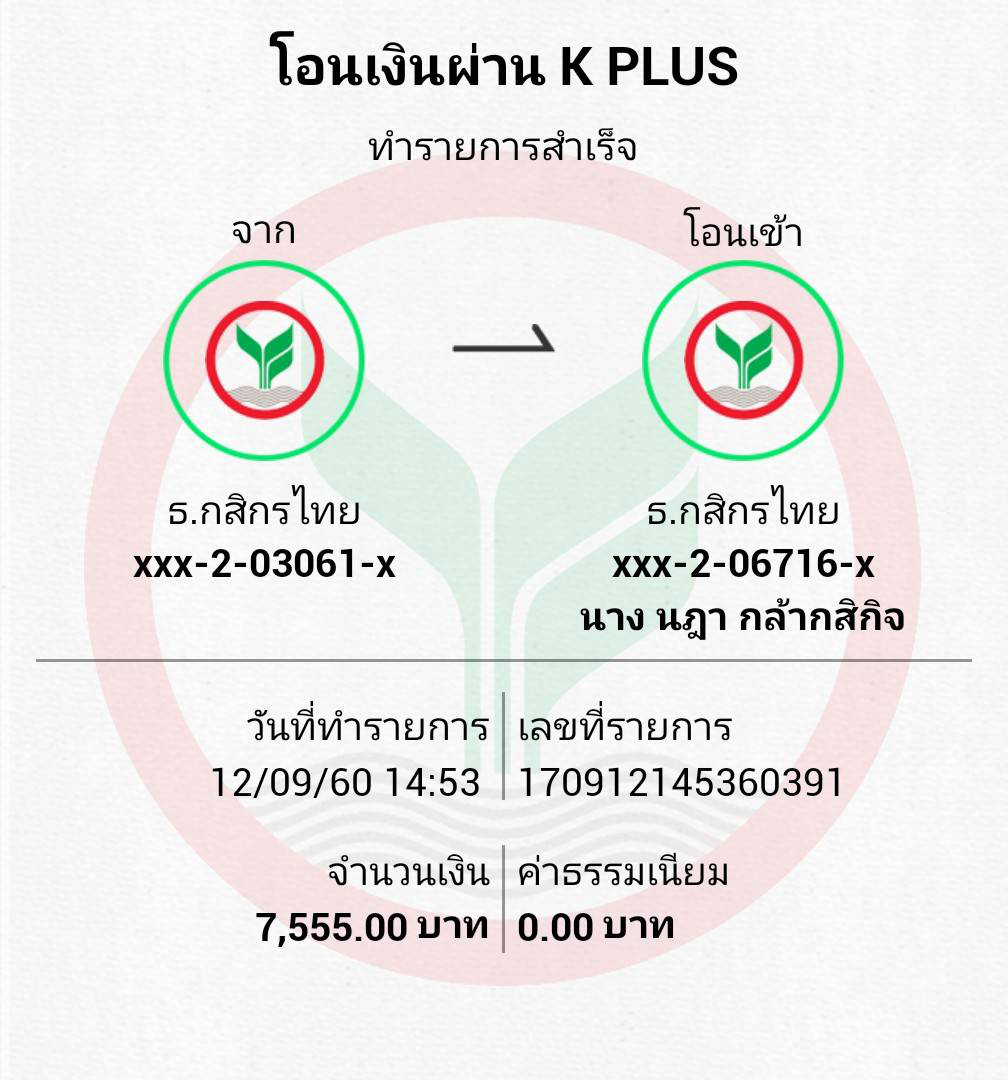 โอนเงินผ่าน K PLUS
ทำรายการสำเร็จ
จาก
โอนเข้า
ธ.กสิกรไทย
xxx-2-03061-x
ธ.กสิกรไทย
xxx-2-06716-x
นาง นฎา กล้ากสิกิจ
วันที่ทำรายการ
12/09/60 14:53
เลขที่รายการ
170912145360391
จำนวนเงิน
7,555.00 บาท
ค่าธรรมเนียม
0.00 บาท